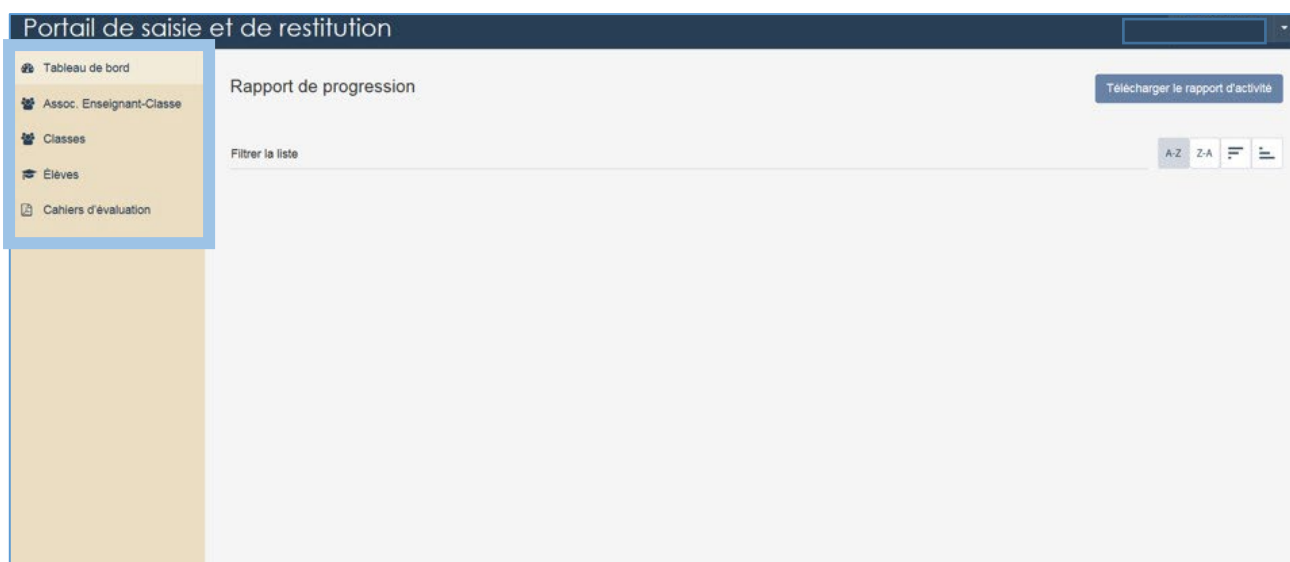 Portail de saisie et de restitution
Tableau de bord
Assoc. Enseignant-Classe
Classes
Élèves
Cahiers d'évaluation
Rapport de progression
Télécharger le rapport d'activité
Filtrer la liste
A-Z Z-A